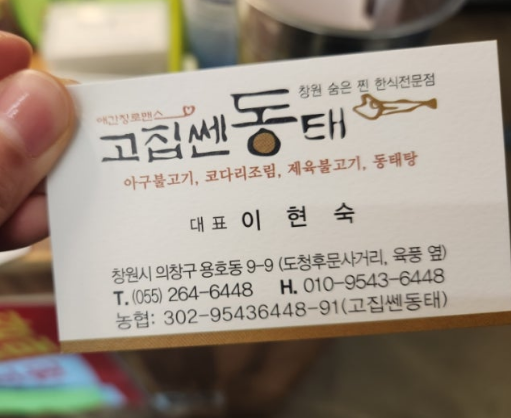 창원 숨은 찐 한식전문점
애간장로맨스
고집쎈동태
아구불고기, 코다리조림, 제육불고기, 동태탕
대표 이 현 숙
창원시 의창구 용호동 9-9 (도청후문사거리, 육풍 옆)
T. (055) 264-6448 H. 010-9543-6448
농협: 302-95436448-91(고집쎈동태)